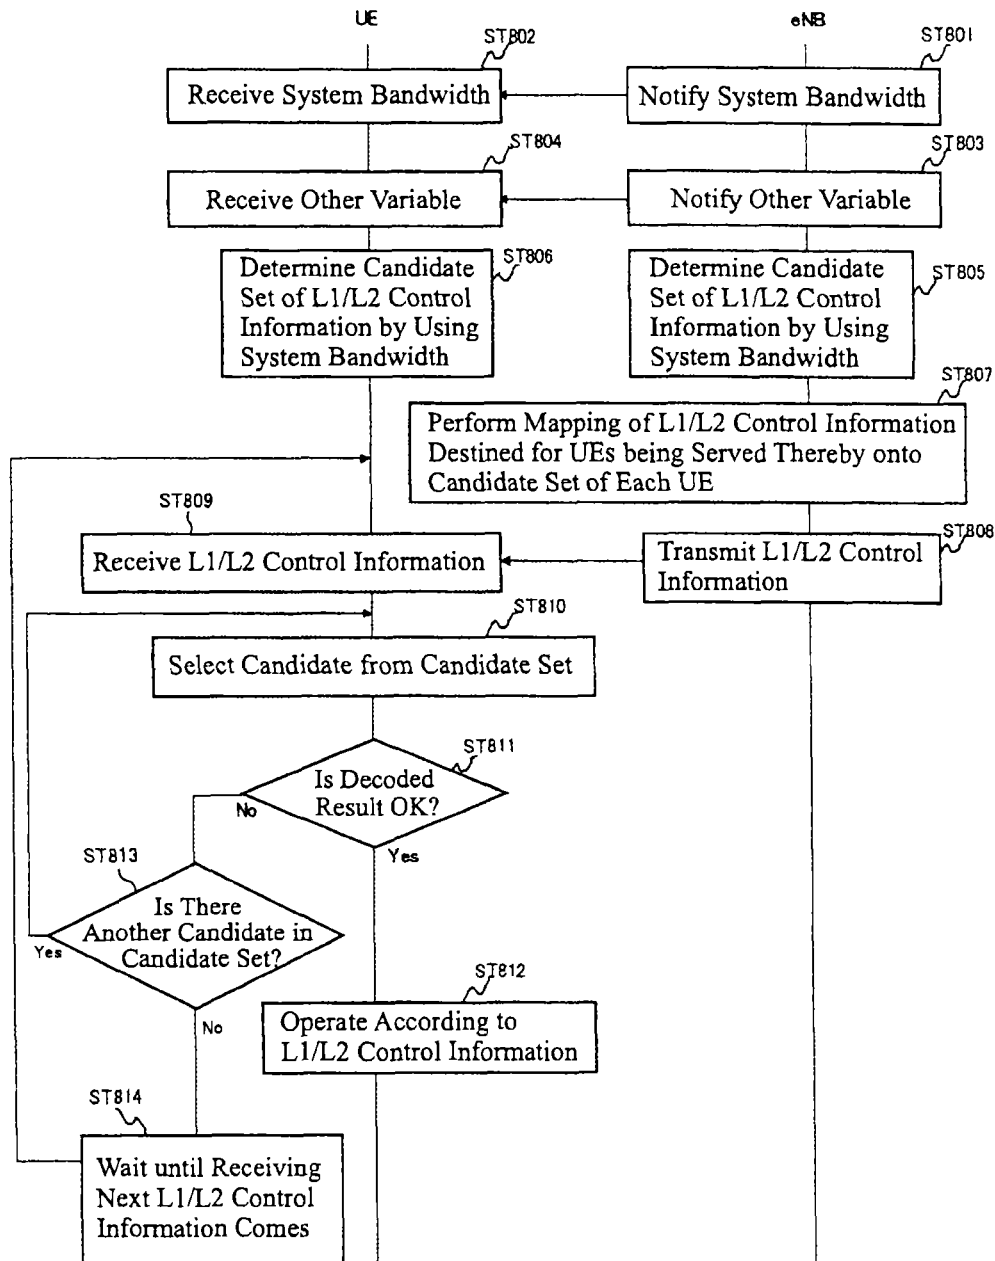 UE
eNB
ST802
ST801
Receive System Bandwidth
Notify System Bandwidth
ST804
ST803
Receive Other Variable
Notify Other Variable
ST806
ST805
Determine Candidate
Set of L1/L2 Control
Information by Using
System Bandwidth
Determine Candidate
Set of L1/L2 Control
Information by Using
System Bandwidth
ST807
Perform Mapping of L1/L2 Control Information
Destined for UEs being Served Thereby onto
Candidate Set of Each UE
ST809
ST808
Receive L1/L2 Control Information
Transmit L1/L2 Control
Information
ST810
Select Candidate from Candidate Set
ST811
Is Decoded
Result OK?
No
Yes
ST813
Is There
Another Candidate in
Candidate Set?
Yes
No
ST812
Operate According to
L1/L2 Control Information
ST814
Wait until Receiving
Next L1/L2 Control
Information Comes